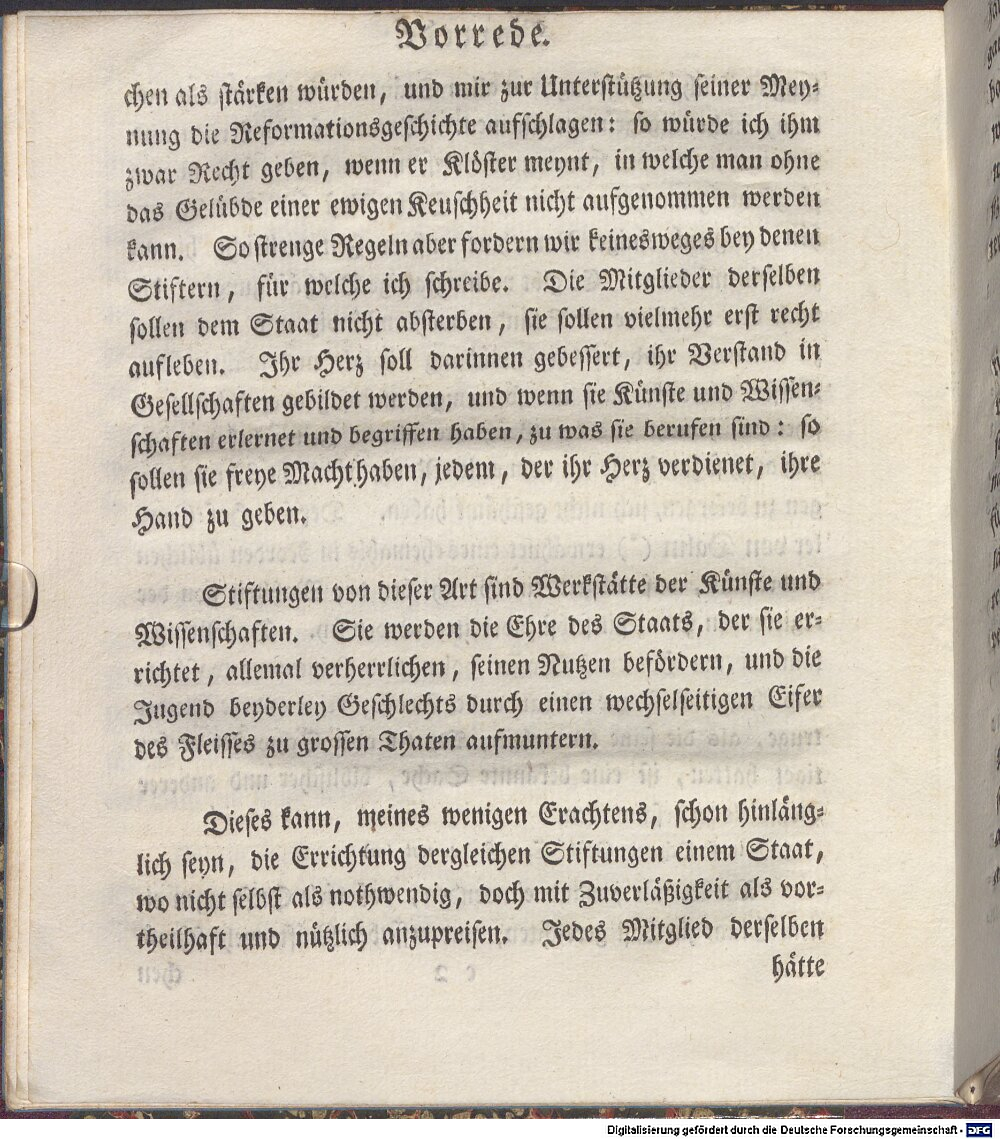 Vorrede.
chen als stärken würden, und mir zur Unterstützung seiner Mey-
nung die Reformationsgeschichte aufschlagen: so würde ich ihm
zwar Recht geben, wenn er Klöster meynt, in welche man ohne
das Gelübde einer ewigen Keuschheit nicht aufgenommen werden
kann. So strenge Regeln aber fordern wir keinesweges bey denen
Stiftern, für welche ich schreibe. Die Mitglieder derselben
sollen dem Staat nicht absterben, sie sollen vielmehr erst recht
aufleben. Ihr Herz soll darinnen gebessert, ihr Verstand in
Gesellschaften gebildet werden, und wenn sie Künste und Wissen-
schaften erlernet und begriffen haben, zu was sie berufen sind: so
sollen sie freye Macht haben, jedem, der ihr Herz verdienet, ihre
Hand zu geben.
Stiftungen von dieser Art sind Werkstätte der Künste und
Wissenschaften. Sie werden die Ehre des Staats, der sie er-
richtet, allemal verherrlichen, seinen Nutzen befördern, und die
Jugend beyderley Geschlechts durch einen wechselseitigen Eifer
des Fleisses zu grossen Thaten aufmuntern.
Dieses kann, meines wenigen Erachtens, schon hinläng-
lich seyn, die Errichtung dergleichen Stiftungen einem Staat,
wo nicht selbst als nothwendig, doch mit Zuverläßigkeit als vor-
theilhaft und nützlich anzupreisen. Jedes Mitglied derselben
hätte
Digitalisierung gefördert durch die Deutsche Forschungsgemeinschaft - DFG